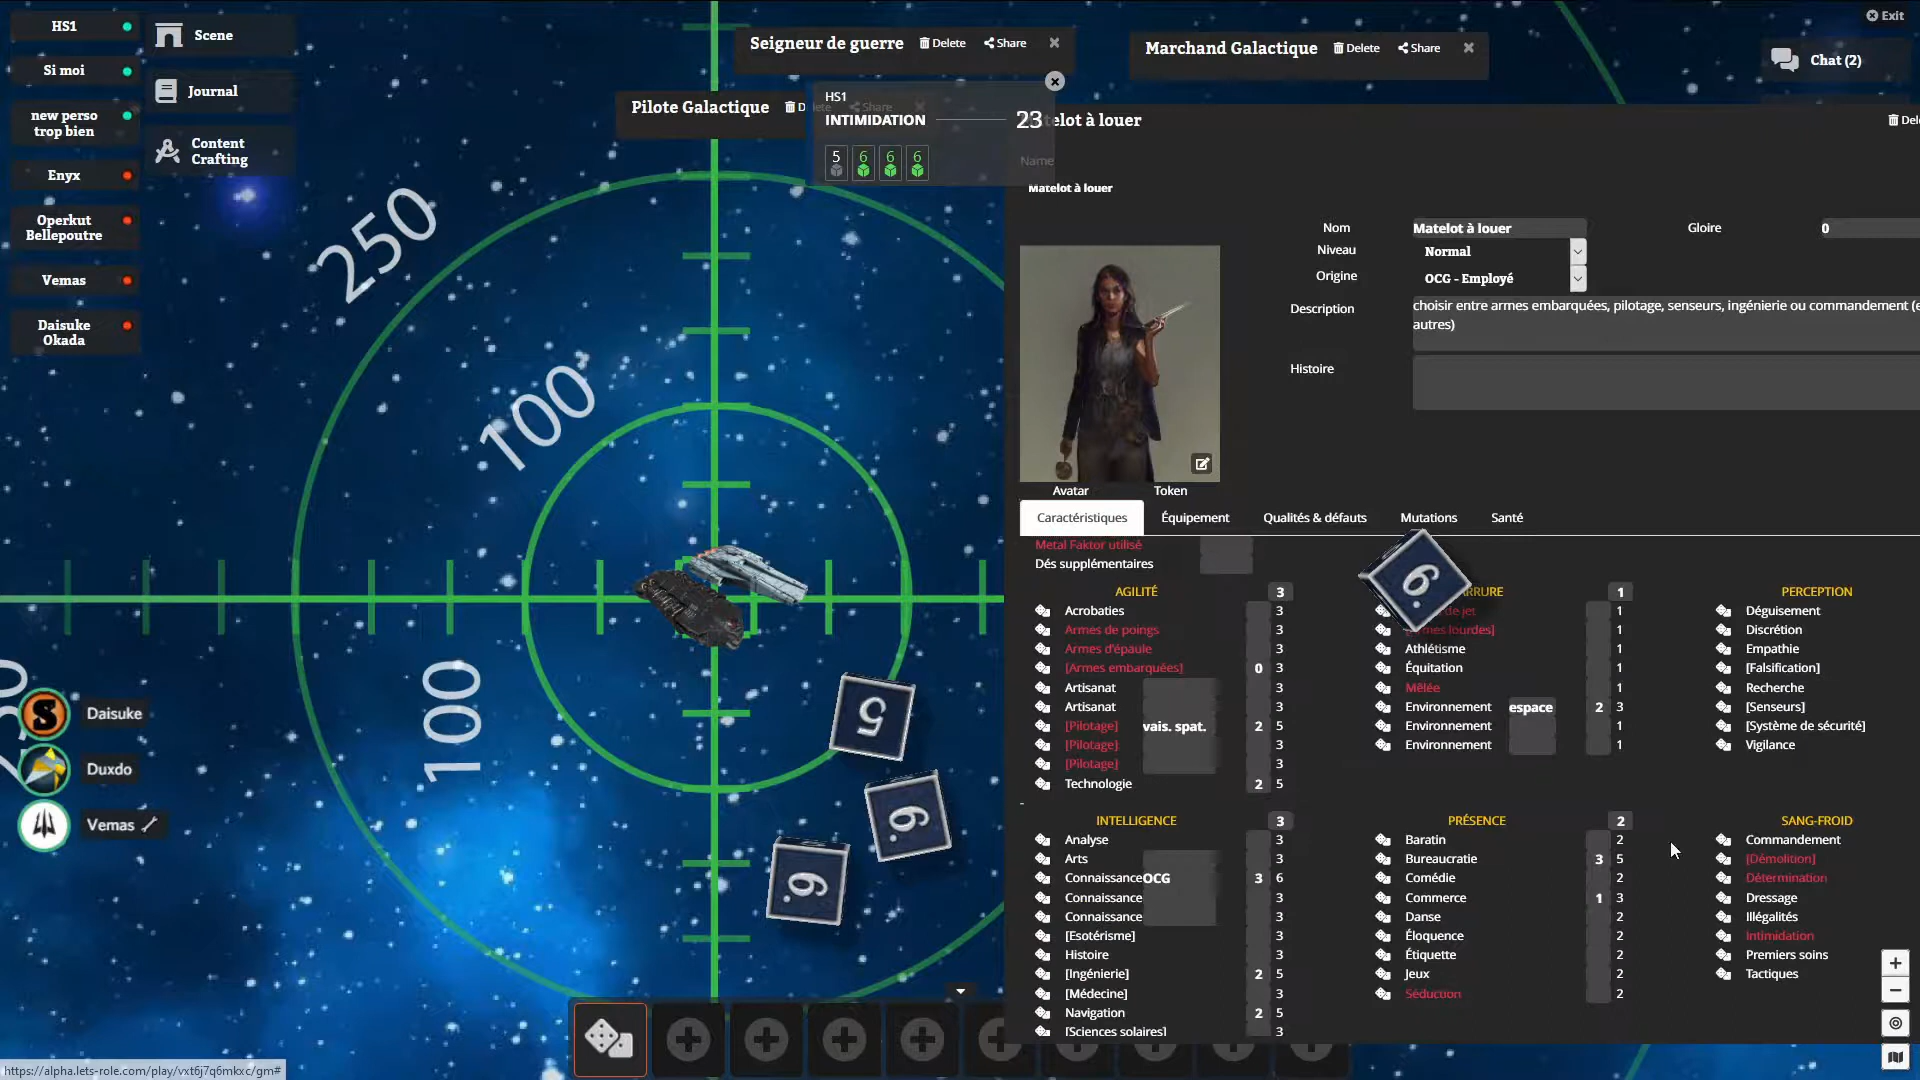 HS1
Si moi
new perso
trop bien
Enyx
Operkut
Bellepoutre
Vemas
Daisuke
Okada
Scene
Journal
Content
Crafting
Seigneur de guerre Delete Share
Marchand Galactique Delete Share
Exit
Chat (2)
Pilote Galactique Share
HS1
INTIMIDATION 23
5 6 6 6
Name
Matelot à louer
Nom Matelot à louer Gloire 0
Niveau Normal
Origine OCG - Employé
Description choisir entre armes embarquées, pilotage, senseurs, ingénierie ou commandement
autres)
Histoire
Avatar Token
Caractéristiques Équipement Qualités & défauts Mutations Santé
Metal Faktor utilisé
Dés supplémentaires
AGILITÉ 3
Acrobaties 3
Armes de poings 3
Armes d'épaule 3
[Armes embarquées] 0 3
Artisanat 3
Artisanat 3
[Pilotage] vais. spat. 2 5
[Pilotage] 3
[Pilotage] 3
Technologie 2 5
1
de jet 1
lourdes] 1
Athlétisme 1
Équitation 1
Mêlée 1
Environnement espace 2 3
Environnement 1
Environnement 1
PERCEPTION
Déguisement
Discrétion
Empathie
[Falsification]
Recherche
[Senseurs]
[Système de sécurité]
Vigilance
-
INTELLIGENCE 3
Analyse 3
Arts 3
Connaissance OCG 3 6
Connaissance 3
Connaissance 3
[Esotérisme] 3
Histoire 3
[Ingénierie] 2 5
[Médecine] 3
Navigation 2 5
[Sciences solaires] 3
PRÉSENCE 2
Baratin 2
Bureaucratie 3 5
Comédie 2
Commerce 1 3
Danse 2
Éloquence 2
Étiquette 2
Jeux 2
Séduction 2
SANG-FROID
Commandement
[Démolition]
Détermination
Dressage
Illégalités
Intimidation
Premiers soins
Tactiques
250
100
100
5
6.
6.
6.
Daisuke
Duxdo
Vemas
https://alpha.lets-role.com/play/vxt6j7q6mkxc/gm#